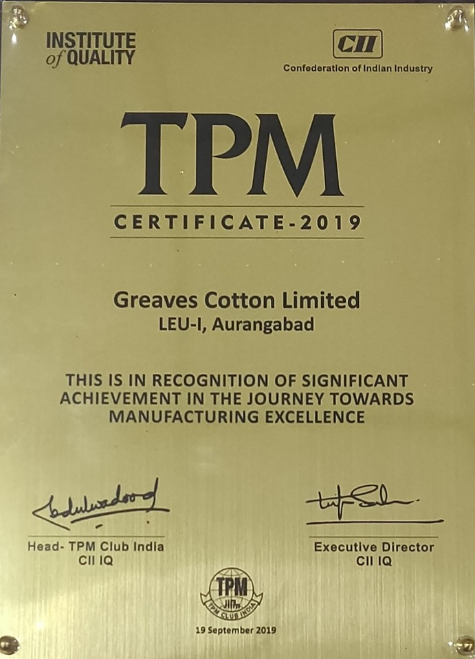 INSTITUTE
of QUALITY
CII
Confederation of Indian Industry
TPM
CERTIFICATE-2019
Greaves Cotton Limited
LEU-I, Aurangabad
THIS IS IN RECOGNITION OF SIGNIFICANT
ACHIEVEMENT IN THE JOURNEY TOWARDS
MANUFACTURING EXCELLENCE
Head- TPM Club India
CII IQ
Executive Director
CII IQ
TPM
TPM CLUB INDIA
19 September 2019